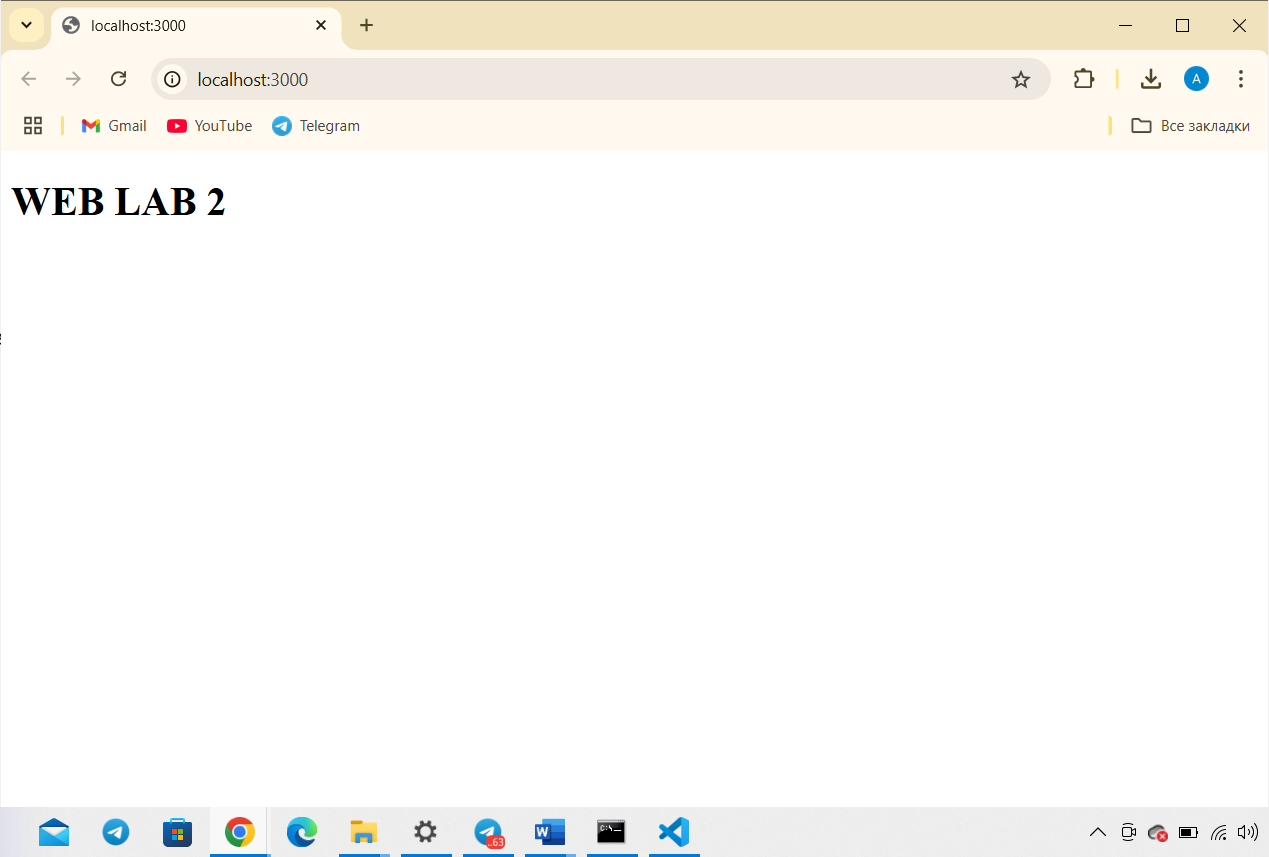 localhost:3000
localhost:3000
A
Gmail
YouTube
Telegram
Все закладки
WEB LAB 2
..63
W
C:\_